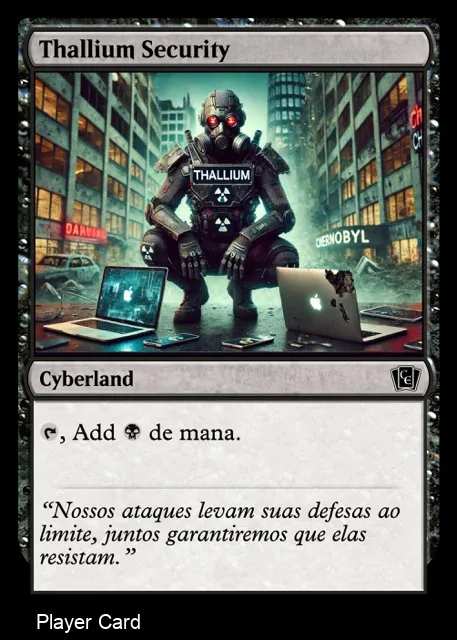 Thallium Security
THALLIUM
CHERNOBYL
Cyberland
CE
, Add de mana.
“Nossos ataques levam suas defesas ao
limite, juntos garantiremos que elas
resistam.”
Player Card